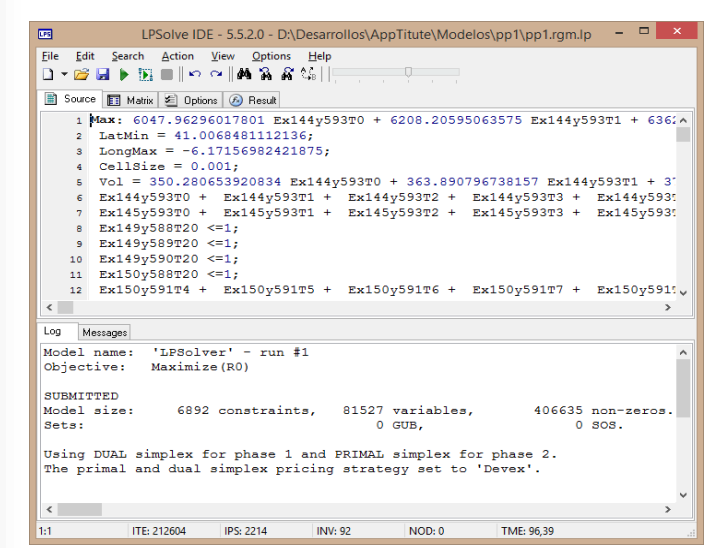 LPS LPSolve IDE - 5.5.2.0 - D:\Desarrollos\AppTitute\Modelos\pp1\pp1.rgm.lp
File Edit Search Action View Options Help
Source Matrix Options Result
1 Max: 6047.96296017801 Ex144y593T0 + 6208.20595063575 Ex144y593T1 + 6362
2 LatMin = 41.0068481112136;
3 LongMax = -6.17156982421875;
4 CellSize = 0.001;
5 Vol = 350.280653920834 Ex144y593T0 + 363.890796738157 Ex144y593T1 + 37
6 Ex144y593T0 + Ex144y593T1 + Ex144y593T2 + Ex144y593T3 + Ex144y593T
7 Ex145y593T0 + Ex145y593T1 + Ex145y593T2 + Ex145y593T3 + Ex145y593T
8 Ex149y588T20 <=1;
9 Ex149y589T20 <=1;
10 Ex149y590T20 <=1;
11 Ex150y588T20 <=1;
12 Ex150y591T4 + Ex150y591T5 + Ex150y591T6 + Ex150y591T7 + Ex150y591T
Log Messages
Model name: 'LPSolver' - run #1
Objective: Maximize(R0)
SUBMITTED
Model size: 6892 constraints, 81527 variables, 406635 non-zeros.
Sets: 0 GUB, 0 SOS.
Using DUAL simplex for phase 1 and PRIMAL simplex for phase 2.
The primal and dual simplex pricing strategy set to 'Devex'.
1:1 ITE: 212604 IPS: 2214 INV: 92 NOD: 0 TME: 96,39